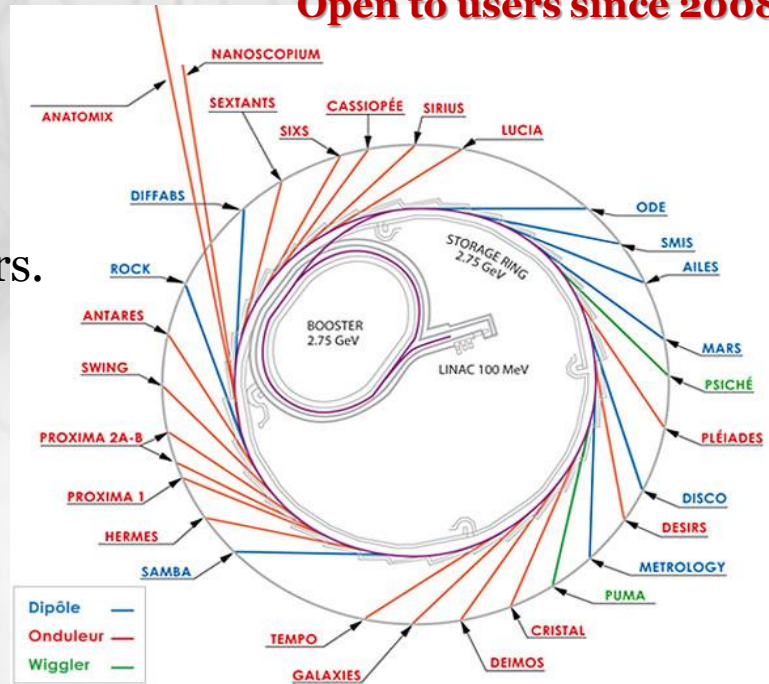 Open to users since 2008
rs.
NANOSCOPIUM
ANATOMIX
SEXTANTS
CASSIOPÉE
SIRIUS
SIXS
LUCIA
DIFFABS
ODE
SMIS
ROCK
AILES
STORAGE RING
2.75 GeV
ANTARES
BOOSTER
2.75 GeV
MARS
SWING
LINAC 100 MeV
PSICHÉ
PROXIMA 2A-B
PLÉIADES
PROXIMA 1
DISCO
HERMES
DESIRS
SAMBA
METROLOGY
PUMA
Dipôle
Onduleur
Wiggler
TEMPO
CRISTAL
GALAXIES
DEIMOS